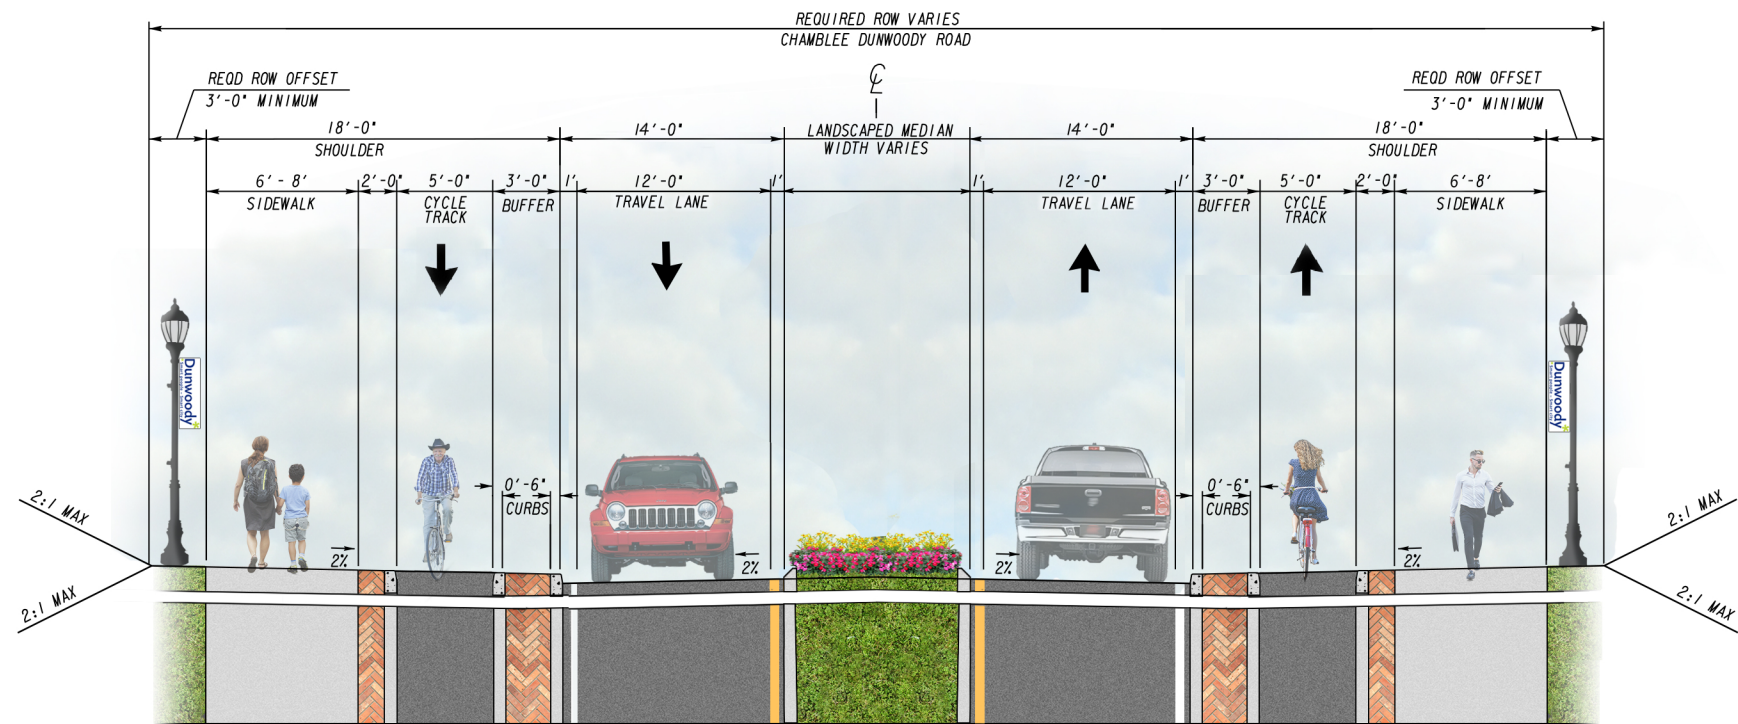 REQUIRED ROW VARIES
CHAMBLEE DUNWOODY ROAD
REQD ROW OFFSET
3'-0" MINIMUM
REQD ROW OFFSET
3'-0" MINIMUM
℄
18'-0"
SHOULDER
14'-0"
LANDSCAPED MEDIAN
WIDTH VARIES
14'-0"
18'-0"
SHOULDER
6'-8'
SIDEWALK
2'-0"
5'-0"
CYCLE
TRACK
3'-0"
BUFFER
1'
12'-0"
TRAVEL LANE
1'
1'
12'-0"
TRAVEL LANE
1'
3'-0"
BUFFER
5'-0"
CYCLE
TRACK
2'-0"
6'-8'
SIDEWALK
Dunwoody
Dunwoody
0'-6"
CURBS
0'-6"
CURBS
2:1 MAX
2:1 MAX
2%
2%
2%
2%
2:1 MAX
2:1 MAX